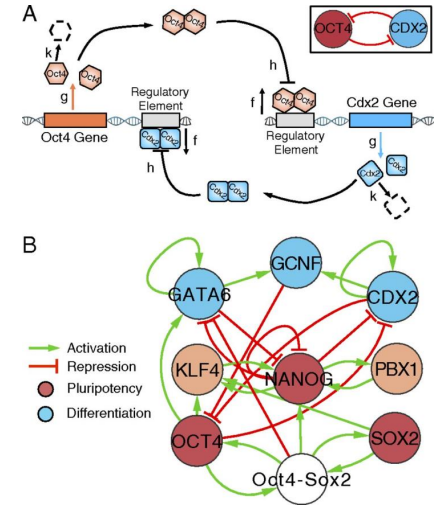 A
Oct4
Oct4
OCT4
CDX2
k
Oct4
Oct4
h
Oct4
Oct4
g
Regulatory
Element
f
f
Cdx2 Gene
Oct4 Gene
Cdx2
Cdx2
Regulatory
Element
g
h
Cdx2
Cdx2
Cdx2
Cdx2
k
B
GATA6
GCNF
CDX2
Activation
Repression
Pluripotency
Differentiation
KLF4
NANOG
PBX1
OCT4
SOX2
Oct4-Sox2